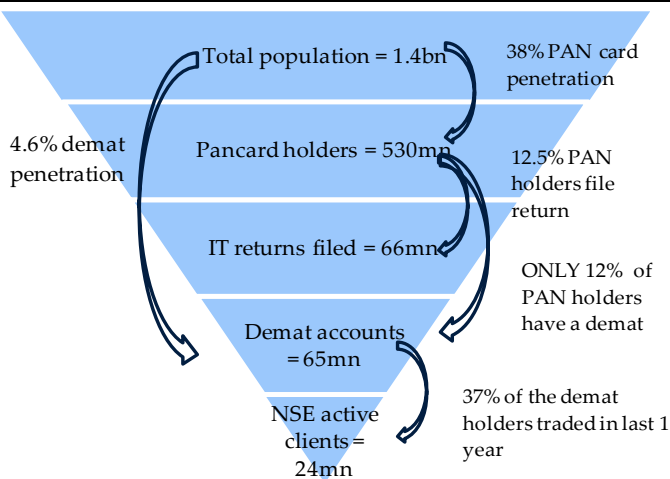 Total population = 1.4bn
38% PAN card
penetration
4.6% demat
penetration
Pancard holders = 530mn
12.5% PAN
holders file
return
IT returns filed = 66mn
ONLY 12% of
PAN holders
have a demat
Demat accounts
= 65mn
37% of the demat
holders traded in last 1
year
NSE active
clients =
24mn